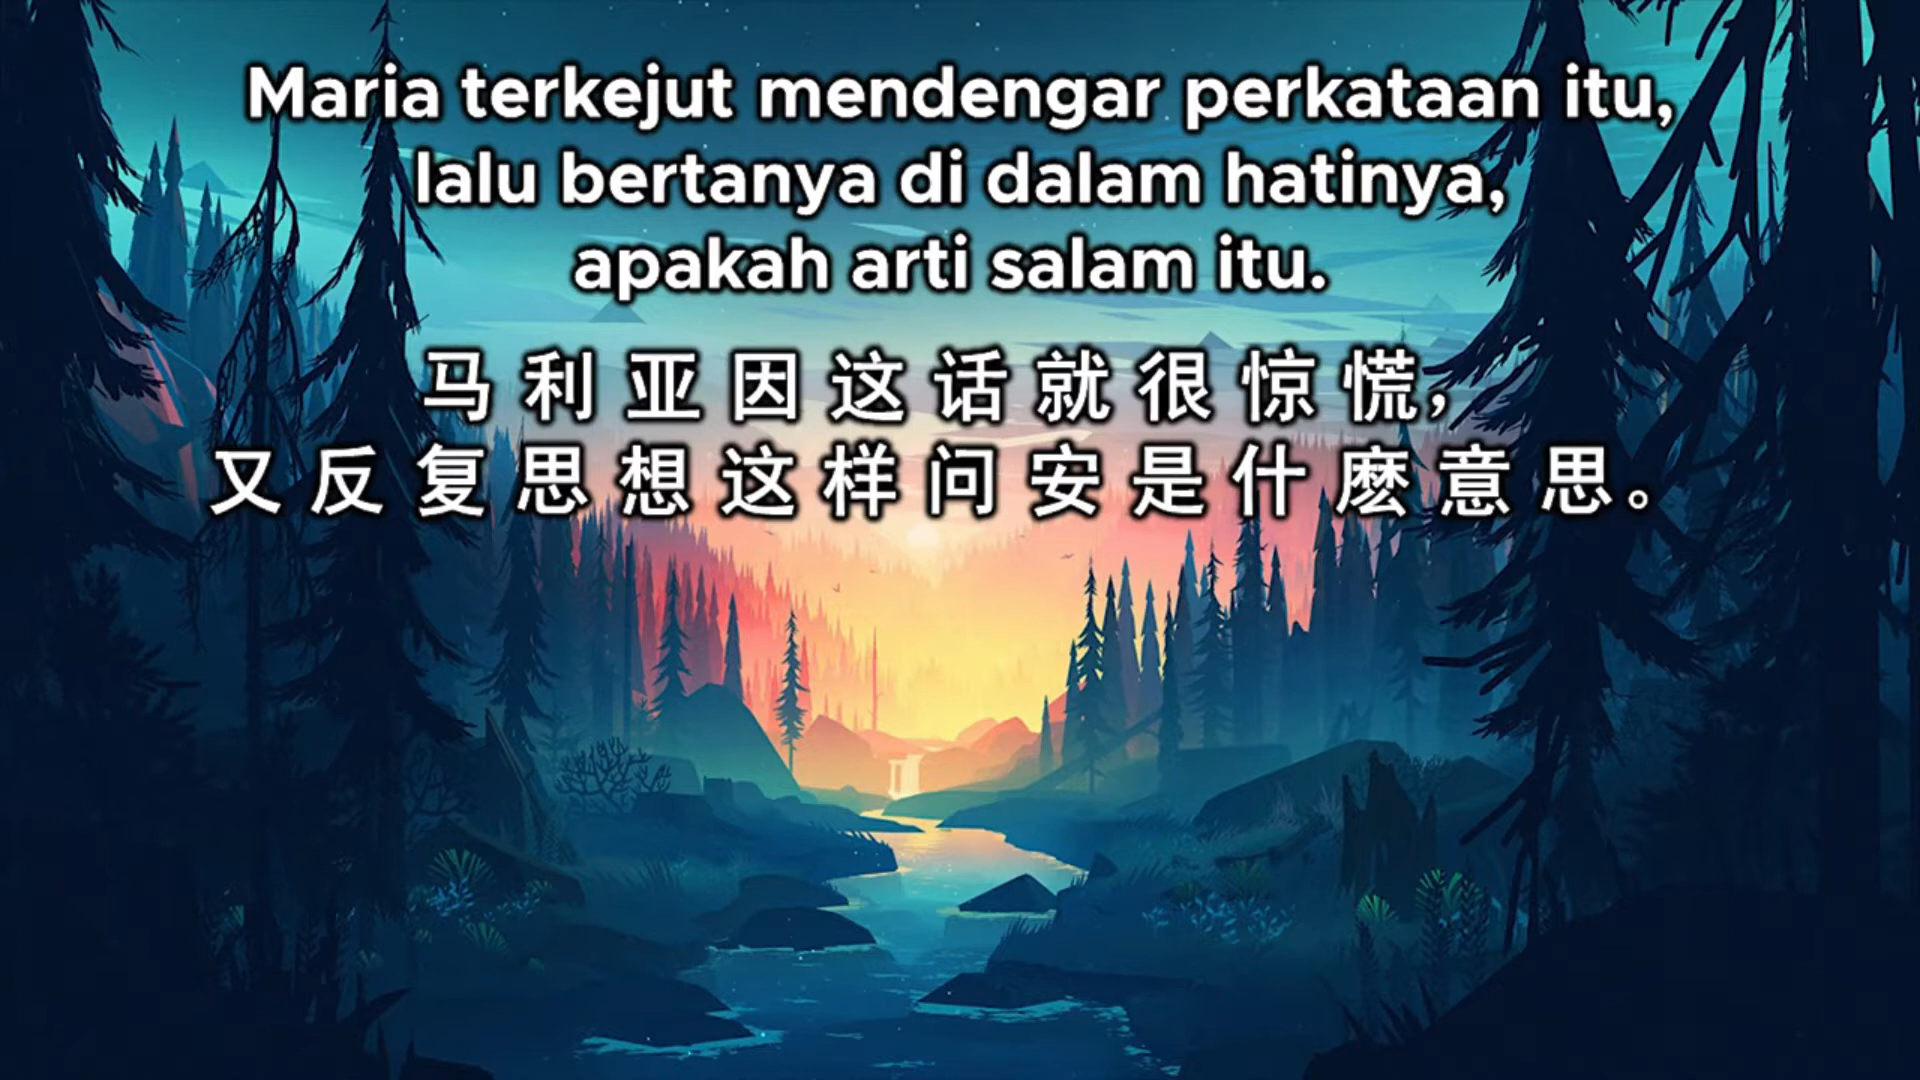 Maria terkejut mendengar perkataan itu,
lalu bertanya di dalam hatinya,
apakah arti salam itu.
马利亚因这话就很惊慌，
又反复思想这样问安是什麽意思。